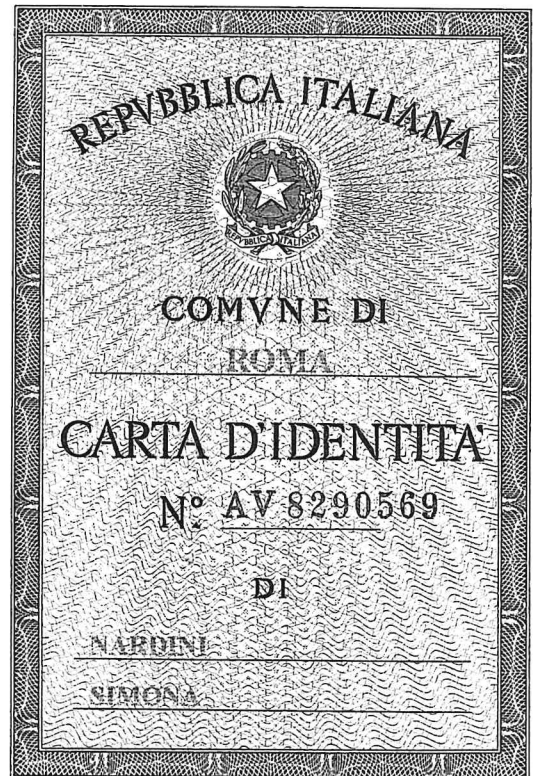 REPVBBLICA ITALIANA
COMVNE DI
ROMA
CARTA D'IDENTITA'
N° AV 8290569
DI
NARDINI
SIMONA